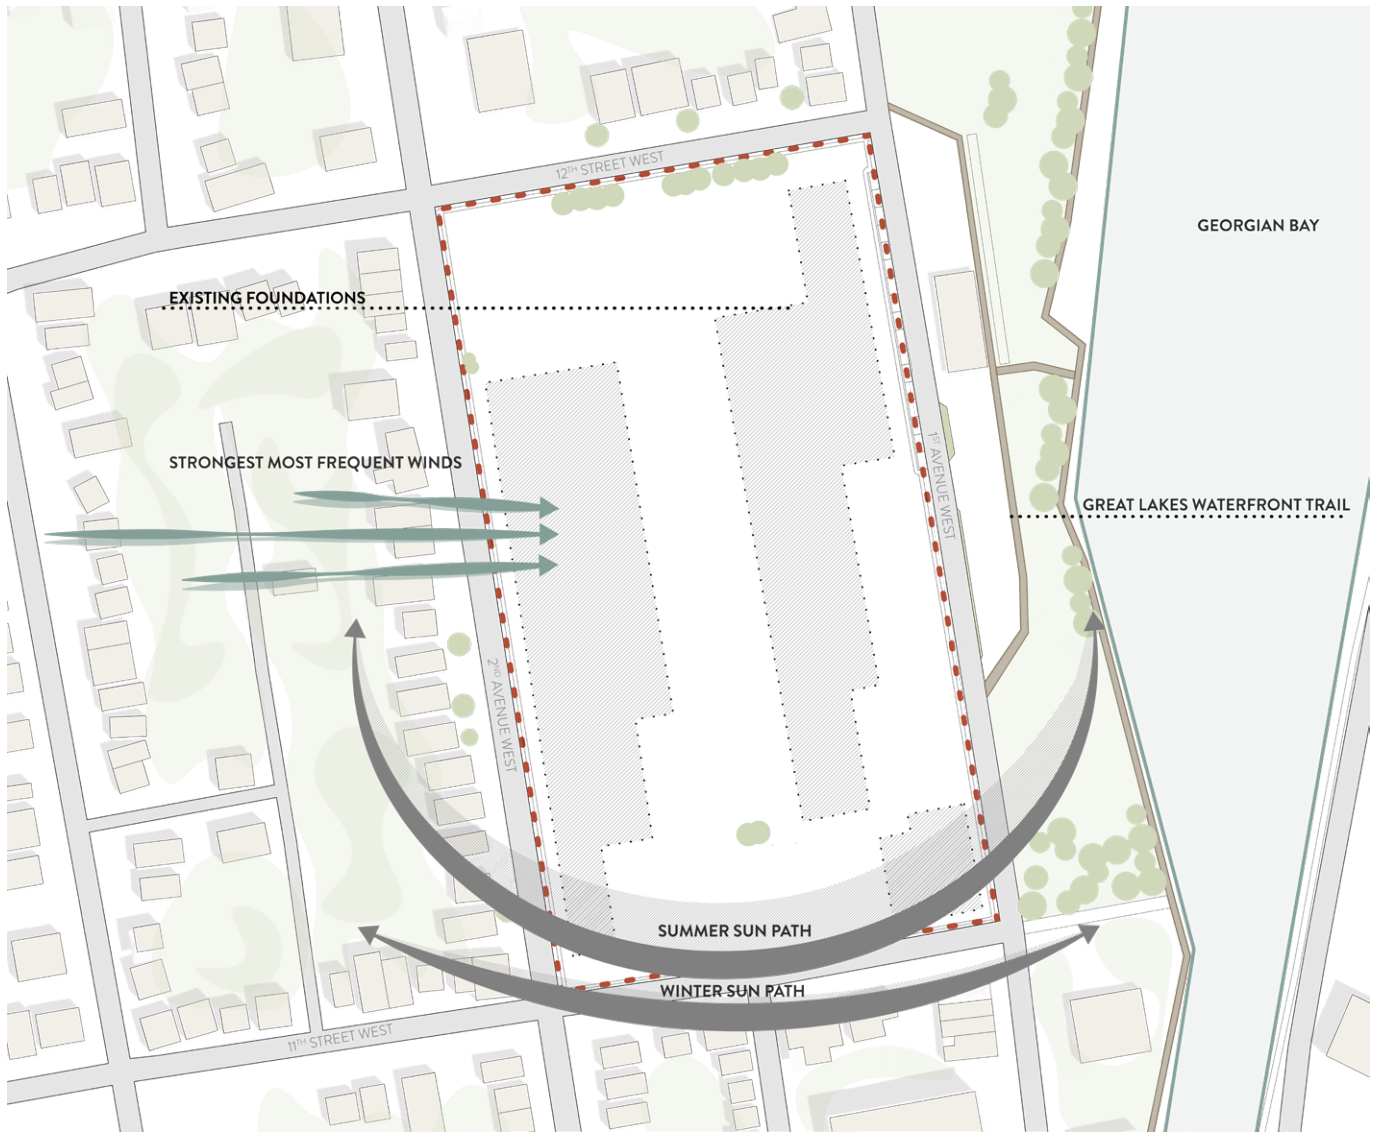 12TH STREET WEST
GEORGIAN BAY
EXISTING FOUNDATIONS
STRONGEST MOST FREQUENT WINDS
1ST AVENUE WEST
GREAT LAKES WATERFRONT TRAIL
2ND AVENUE WEST
SUMMER SUN PATH
WINTER SUN PATH
11TH STREET WEST